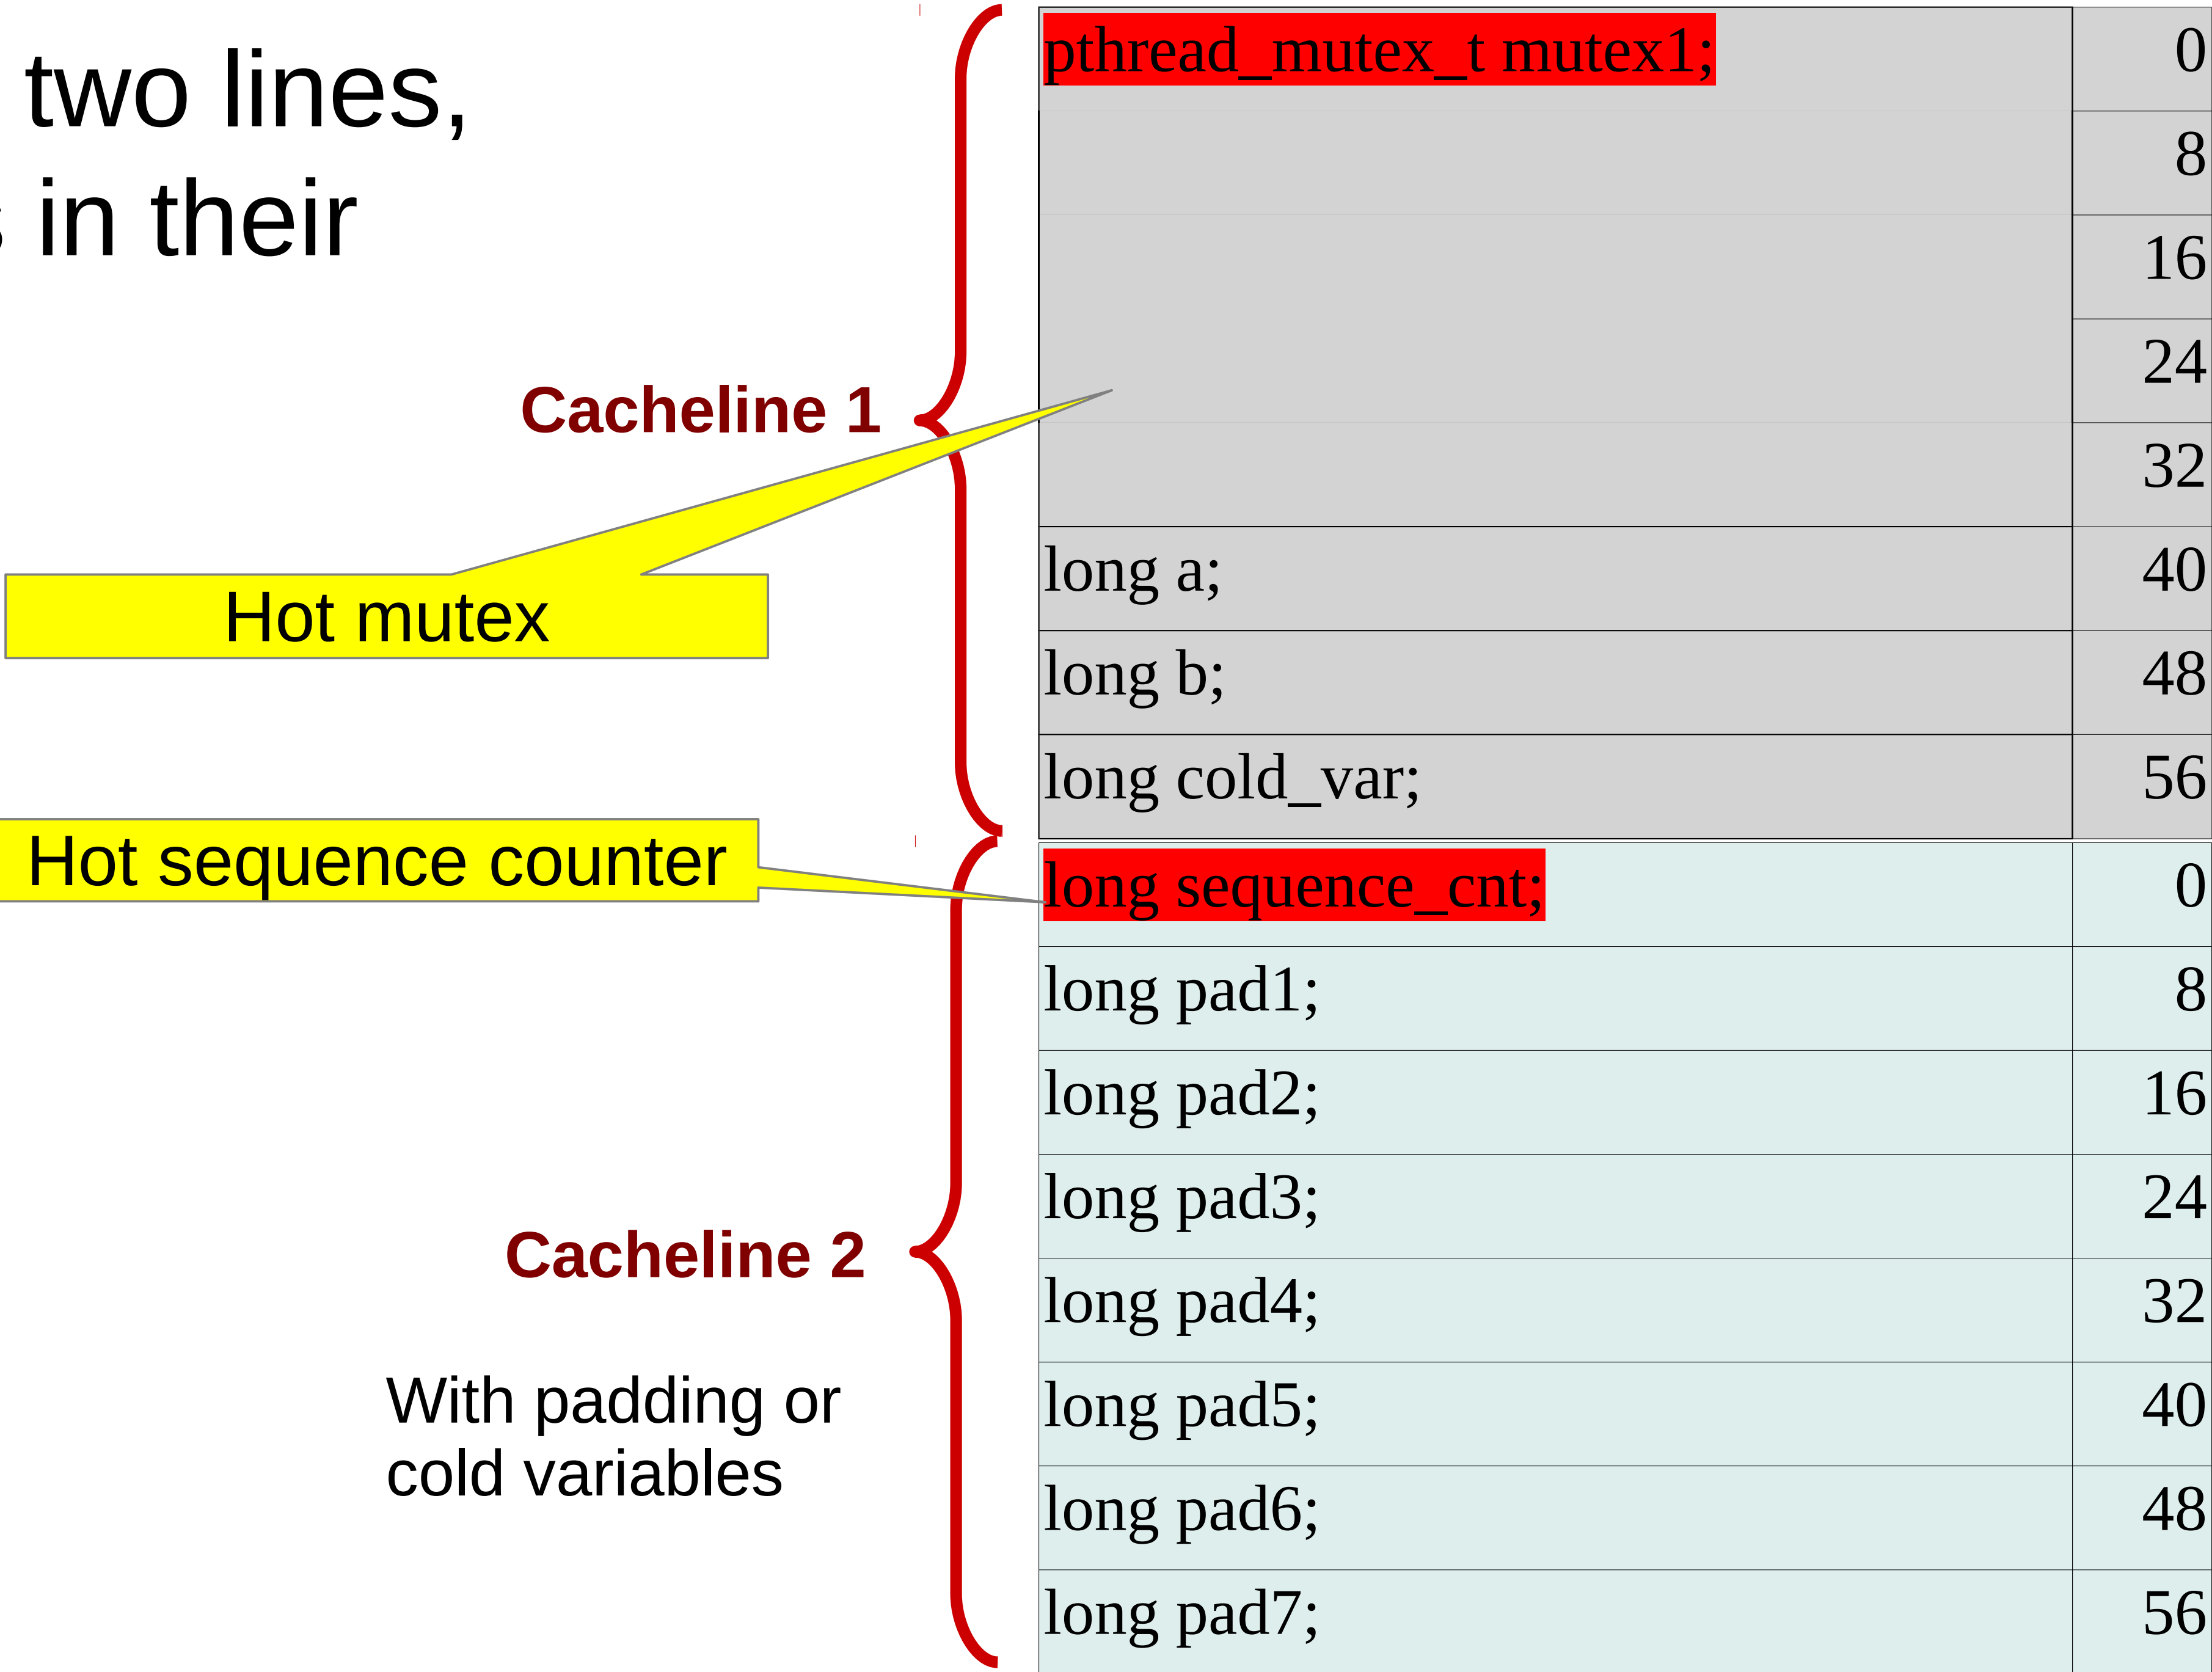 two lines,
in their
Cacheline 1
Hot mutex
Hot sequence counter
Cacheline 2
With padding or
cold variables
pthread_mutex_t mutex1; 0
8
16
24
32
long a; 40
long b; 48
long cold_var; 56
long sequence_cnt; 0
long pad1; 8
long pad2; 16
long pad3; 24
long pad4; 32
long pad5; 40
long pad6; 48
long pad7; 56